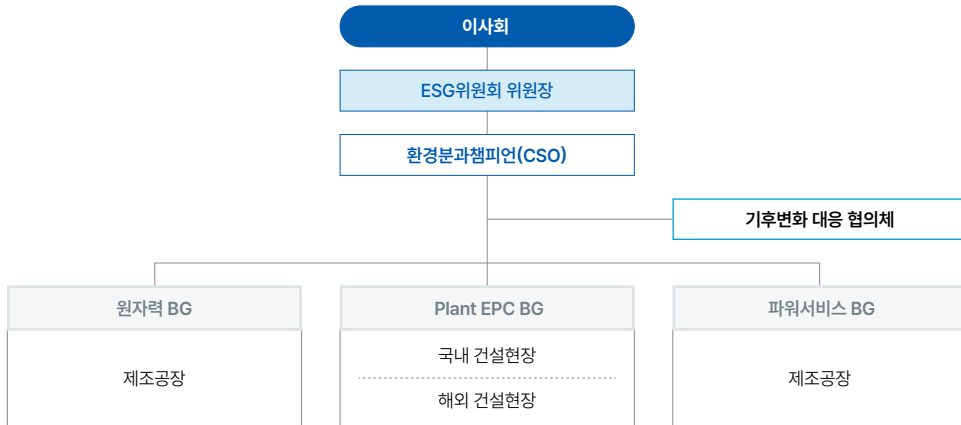 이사회
ESG위원회 위원장
환경분과챔피언(CSO)
기후변화 대응 협의체
원자력 BG
Plant EPC BG
파워서비스 BG
제조공장
국내 건설현장
해외 건설현장
제조공장